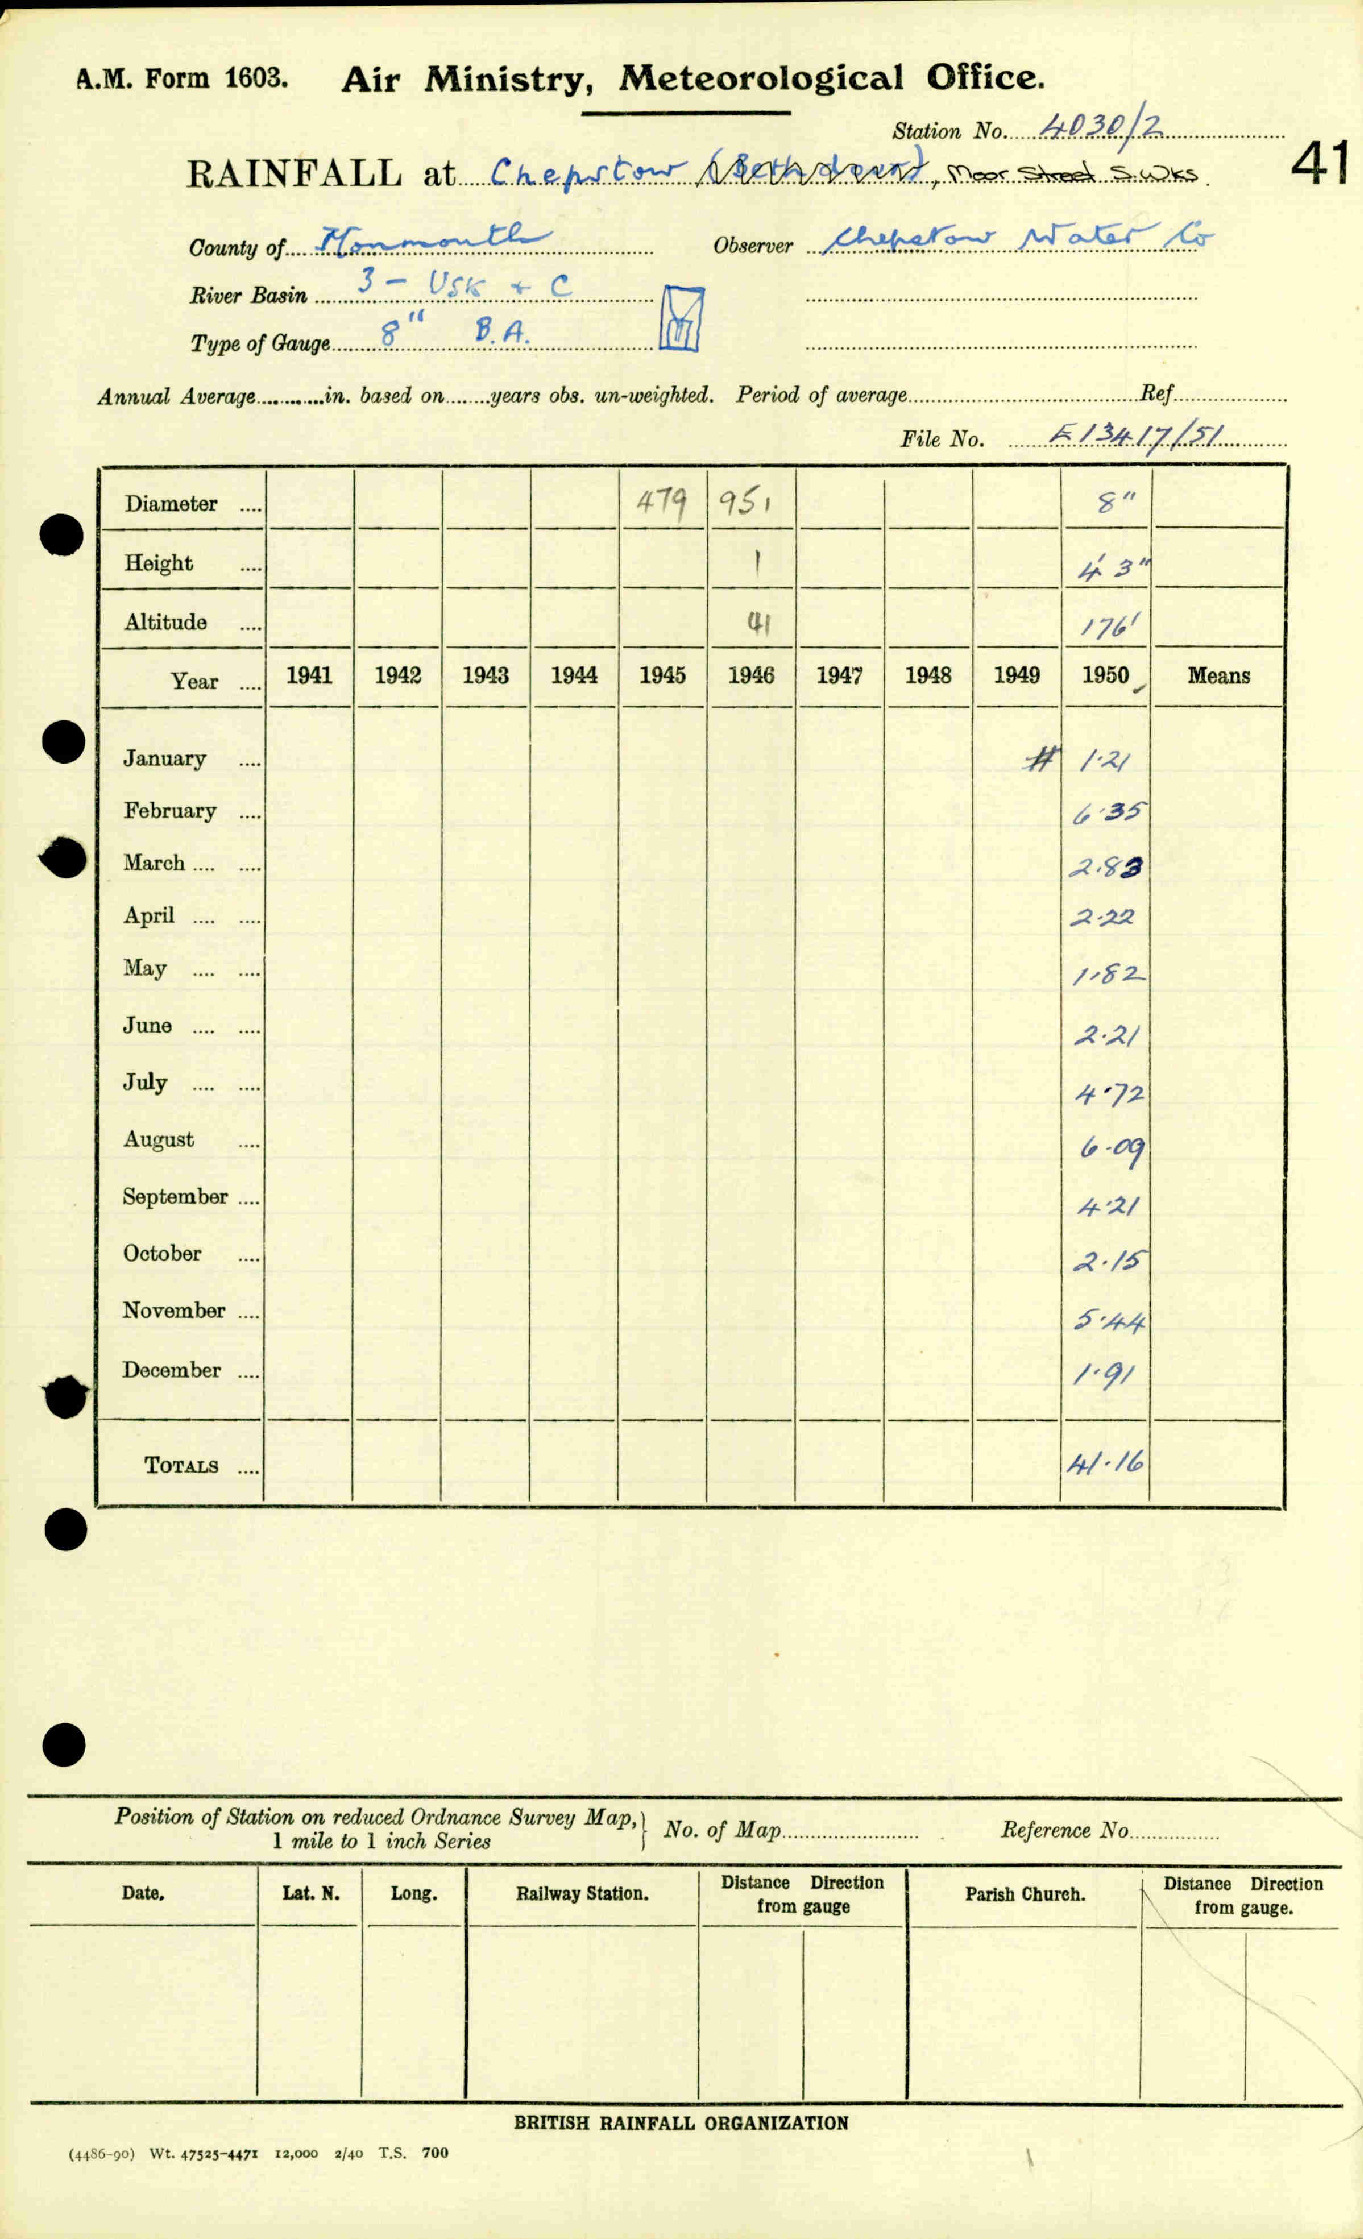 A.M. Form 1603. Air Ministry, Meteorological Office.
Station No. 4030/2
41
RAINFALL at Chepstow, Moor Street S.Wks.
County of Monmouth Observer Chepstow Water Co
River Basin 3 - USK + C
Type of Gauge 8" B.A.
Annual Average............in. based on........years obs. un-weighted. Period of average........ Ref........
File No. E13417/51
Diameter .... 479 951 8"
Height .... 1 4' 3"
Altitude .... 41 176'
Year .... 1941 1942 1943 1944 1945 1946 1947 1948 1949 1950 Means
January .... # 1.21
February .... 6.35
March .... .... 2.83
April .... .... 2.22
May .... .... 1.82
June .... .... 2.21
July .... .... 4.72
August .... 6.09
September .... 4.21
October .... 2.15
November .... 5.44
December .... 1.91
TOTALS .... 41.16
Position of Station on reduced Ordnance Survey Map, 1 mile to 1 inch Series } No. of Map........ Reference No........
Date. Lat. N. Long. Railway Station. Distance Direction from gauge Parish Church. Distance Direction from gauge.
BRITISH RAINFALL ORGANIZATION
(4486-90) Wt. 47525-4471 12,000 2/40 T.S. 700